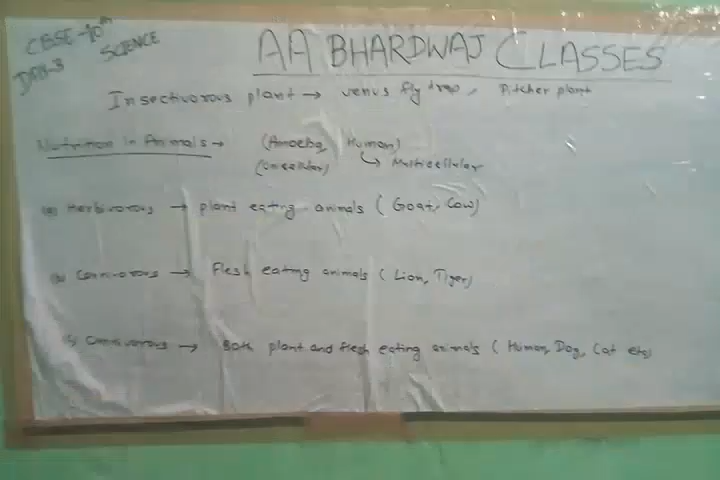 CBSE-10th
SCIENCE
DAY-3
AA BHARDWAJ CLASSES
Insectivorous plant → venus fly trap, Pitcher plant
Nutrition in Animals → (Amoeba, Human)
(Unicellular) ↳ Multicellular
(a) Herbivorous → plant eating animals (Goat, Cow)
(b) Carnivorous → flesh eating animals (Lion, Tiger)
(c) Omnivorous → Both plant and flesh eating animals (Human, Dog, Cat etc)